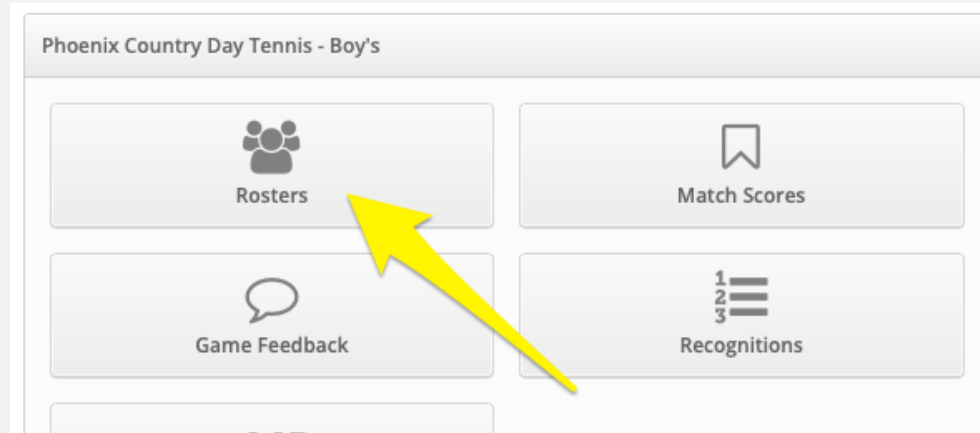 Phoenix Country Day Tennis - Boy's
Rosters
Match Scores
Game Feedback
1
2
3
Recognitions